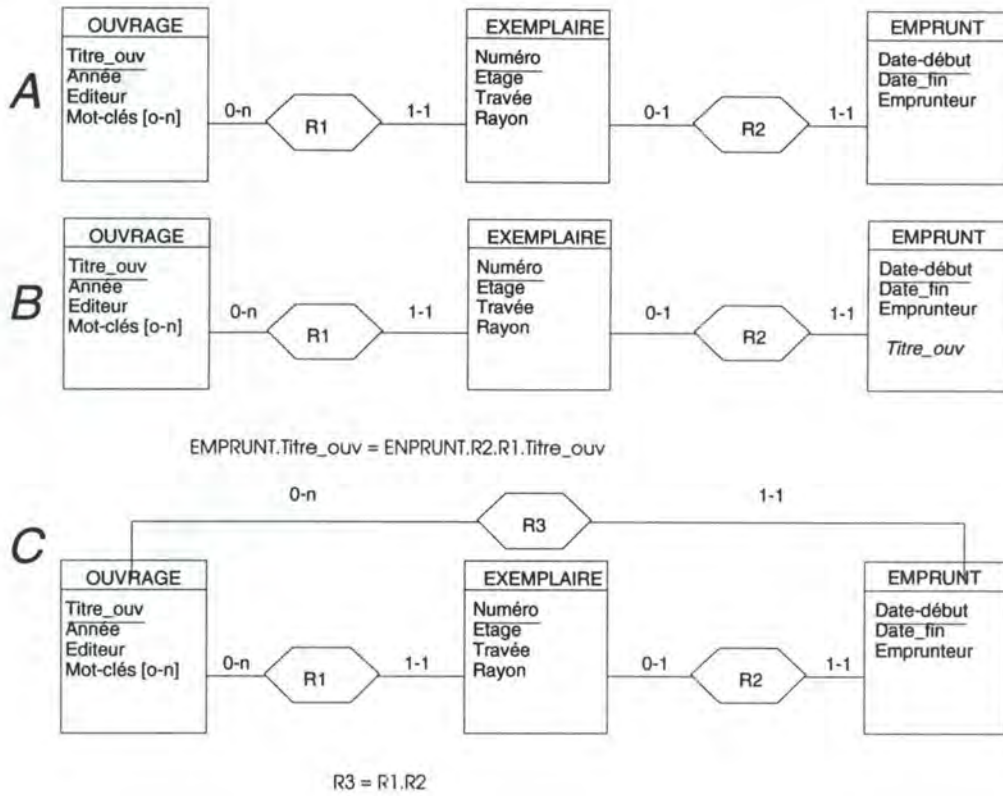 A
OUVRAGE
Titre_ouv
Année
Editeur
Mot-clés [o-n]
0-n
R1
1-1
EXEMPLAIRE
Numéro
Etage
Travée
Rayon
0-1
R2
1-1
EMPRUNT
Date-début
Date_fin
Emprunteur
B
OUVRAGE
Titre_ouv
Année
Editeur
Mot-clés [o-n]
0-n
R1
1-1
EXEMPLAIRE
Numéro
Etage
Travée
Rayon
0-1
R2
1-1
EMPRUNT
Date-début
Date_fin
Emprunteur
Titre_ouv
EMPRUNT.Titre_ouv = ENPRUNT.R2.R1.Titre_ouv
C
0-n
R3
1-1
OUVRAGE
Titre_ouv
Année
Editeur
Mot-clés [o-n]
0-n
R1
1-1
EXEMPLAIRE
Numéro
Etage
Travée
Rayon
0-1
R2
1-1
EMPRUNT
Date-début
Date_fin
Emprunteur
R3 = R1.R2